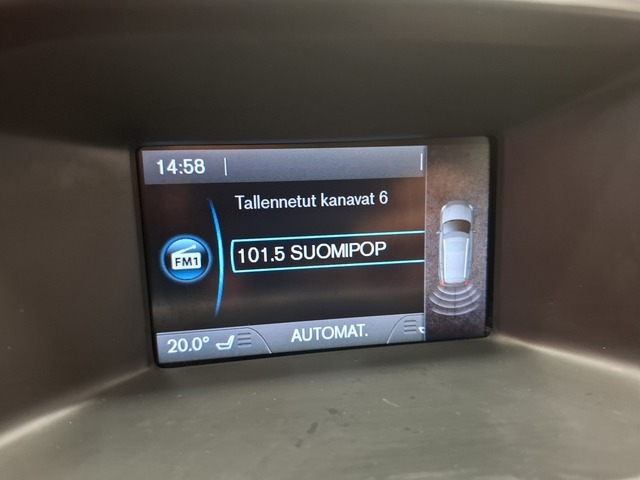 14:58
Tallennetut kanavat 6
FM1
101.5 SUOMIPOP
20.0°
AUTOMAT.